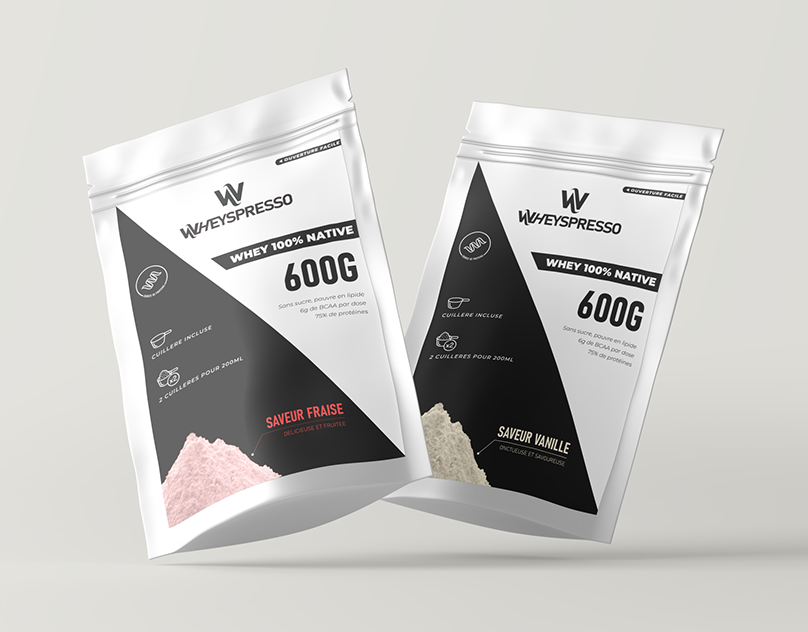 ◄ OUVERTURE FACILE
WHEYSPRESSO
WHEY 100% NATIVE
600G
Sans sucre, pauvre en lipide
6g de BCAA par dose
75% de protéines
CUILLERE INCLUSE
x2
2 CUILLERES POUR 200ML
SAVEUR FRAISE
DELICIEUSE ET FRUITEE
◄ OUVERTURE FACILE
WHEYSPRESSO
WHEY 100% NATIVE
600G
Sans sucre, pauvre en lipide
6g de BCAA par dose
75% de protéines
CUILLERE INCLUSE
x2
2 CUILLERES POUR 200ML
SAVEUR VANILLE
ONCTUEUSE ET SAVOUREUSE